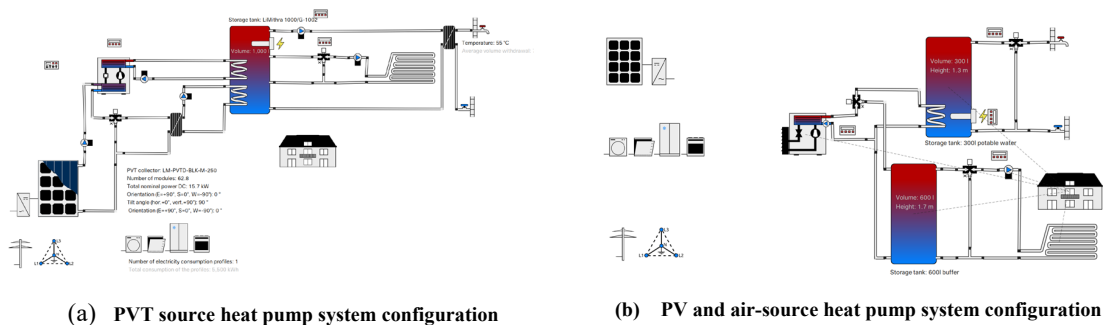 Storage tank: LiMithra 1000/G-1002
Volume: 1,000 l
Temperature: 55 °C
Average volume withdrawal:
PVT collector: LM-PVTD-BLK-M-250
Number of modules: 62.8
Total nominal power DC: 15.7 kW
Orientation (E=+90°, S=0°, W=-90°): 0 °
Tilt angle (hor.=0°, vert.=90°): 90 °
Orientation (E=+90°, S=0°, W=-90°): 0 °
L3
N
L1
L2
Number of electricity consumption profiles: 1
Total consumption of the profiles:
(a) PVT source heat pump system configuration
Volume: 300 l
Height: 1.3 m
Storage tank: 300l potable water
Volume: 600 l
Height: 1.7 m
L3
N
L1
L2
Storage tank: 600l buffer
(b) PV and air-source heat pump system configuration